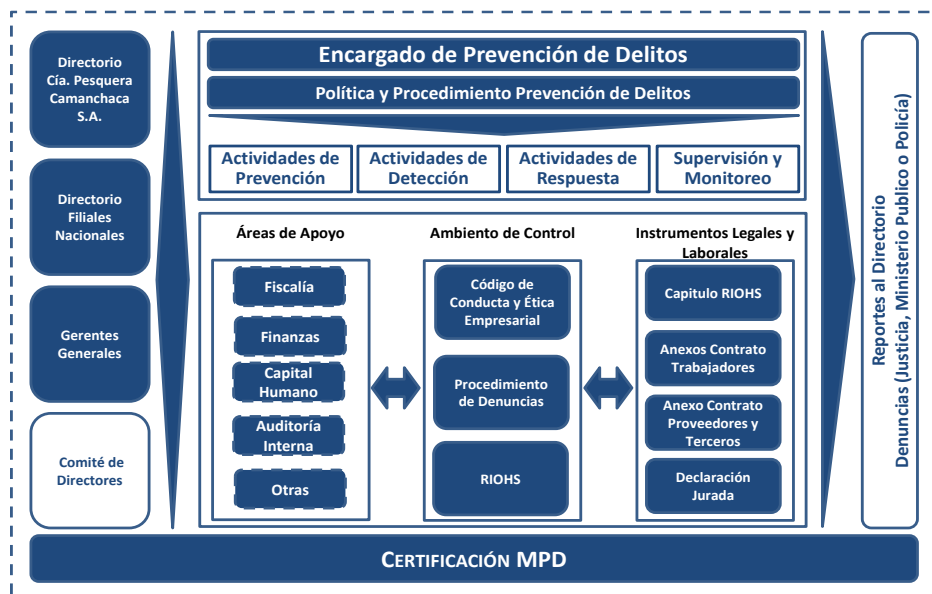 Directorio
Cía. Pesquera
Camanchaca
S.A.
Directorio
Filiales
Nacionales
Gerentes
Generales
Comité de
Directores
Encargado de Prevención de Delitos
Política y Procedimiento Prevención de Delitos
Actividades de
Prevención
Actividades de
Detección
Actividades de
Respuesta
Supervisión y
Monitoreo
Áreas de Apoyo
Fiscalía
Finanzas
Capital
Humano
Auditoría
Interna
Otras
Ambiento de Control
Código de
Conducta y Ética
Empresarial
Procedimiento
de Denuncias
RIOHS
Instrumentos Legales y
Laborales
Capitulo RIOHS
Anexos Contrato
Trabajadores
Anexo Contrato
Proveedores y
Terceros
Declaración
Jurada
Reportes al Directorio
Denuncias (Justicia, Ministerio Publico o Policía)
CERTIFICACIÓN MPD